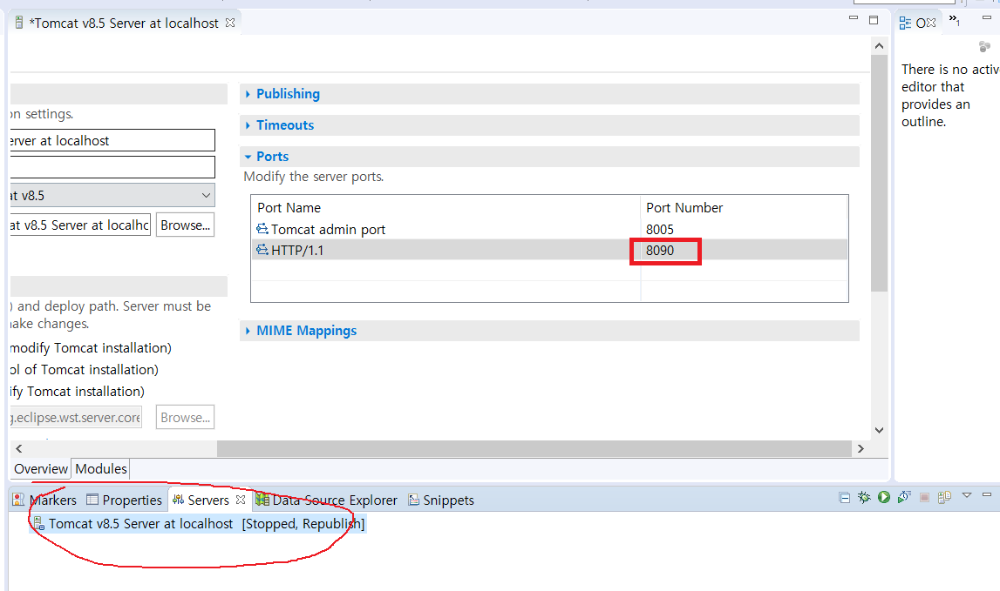 *Tomcat v8.5 Server at localhost
O
»1
There is no activ
editor that
provides an
outline.
on settings.
erver at localhost
at v8.5
at v8.5 Server at localhc
Browse...
) and deploy path. Server must be
nake changes.
modify Tomcat installation)
ol of Tomcat installation)
ify Tomcat installation)
g.eclipse.wst.server.core
Browse...
Publishing
Timeouts
Ports
Modify the server ports.
Port Name Port Number
Tomcat admin port 8005
HTTP/1.1 8090
MIME Mappings
Overview Modules
Markers Properties Servers Data Source Explorer Snippets
Tomcat v8.5 Server at localhost [Stopped, Republish]